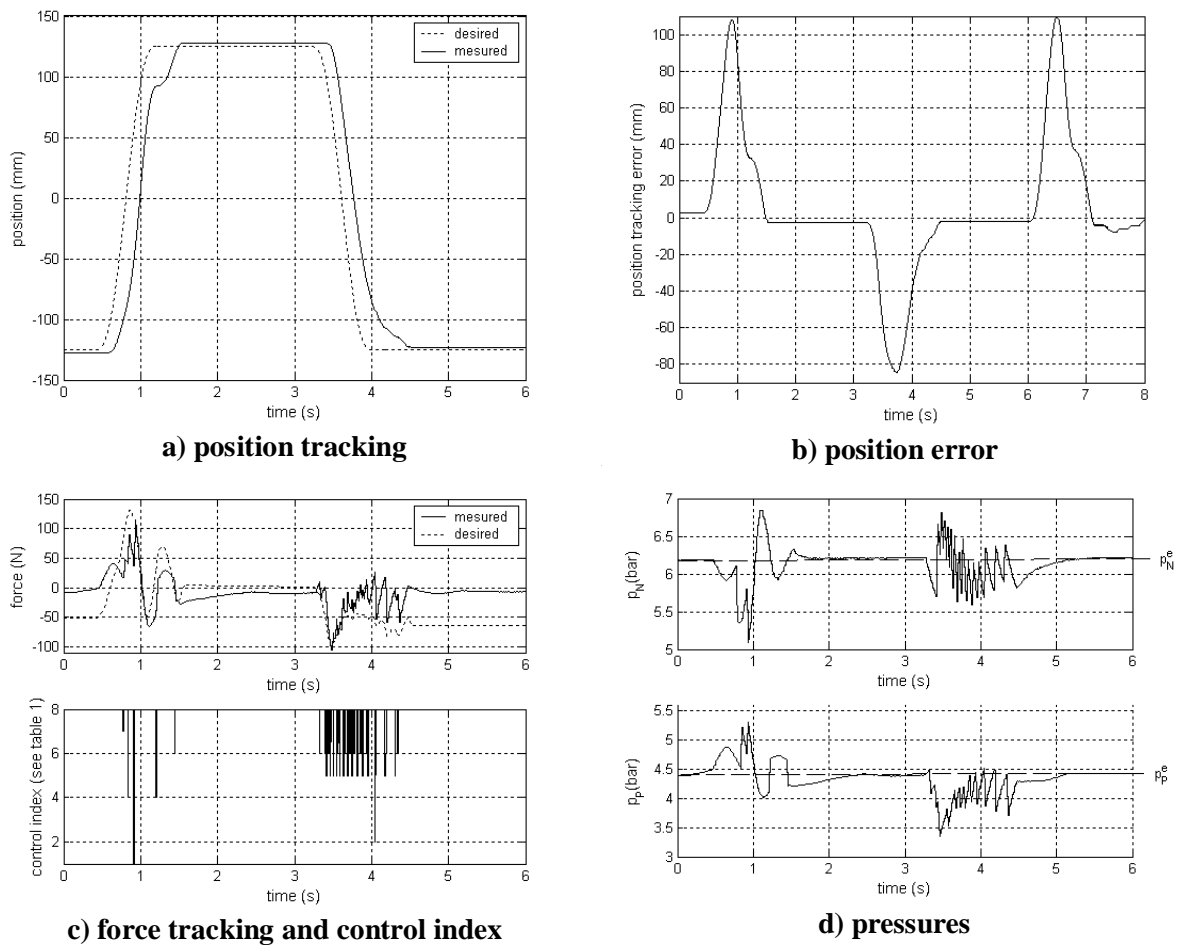 150
100
50
0
-50
-100
-150
position (mm)
desired
mesured
0 1 2 3 4 5 6
time (s)
a) position tracking
100
80
60
40
20
0
-20
-40
-60
-80
position tracking error (mm)
0 1 2 3 4 5 6 7 8
time (s)
b) position error
150
100
50
0
-50
-100
force (N)
mesured
desired
0 1 2 3 4 5 6
time (s)
8
6
4
2
control index (see table 1)
0 1 2 3 4 5 6
time (s)
c) force tracking and control index
7
6.5
6
5.5
5
pN(bar)
pNe
0 1 2 3 4 5 6
time (s)
5.5
5
4.5
4
3.5
3
pP(bar)
pPe
0 1 2 3 4 5 6
time (s)
d) pressures